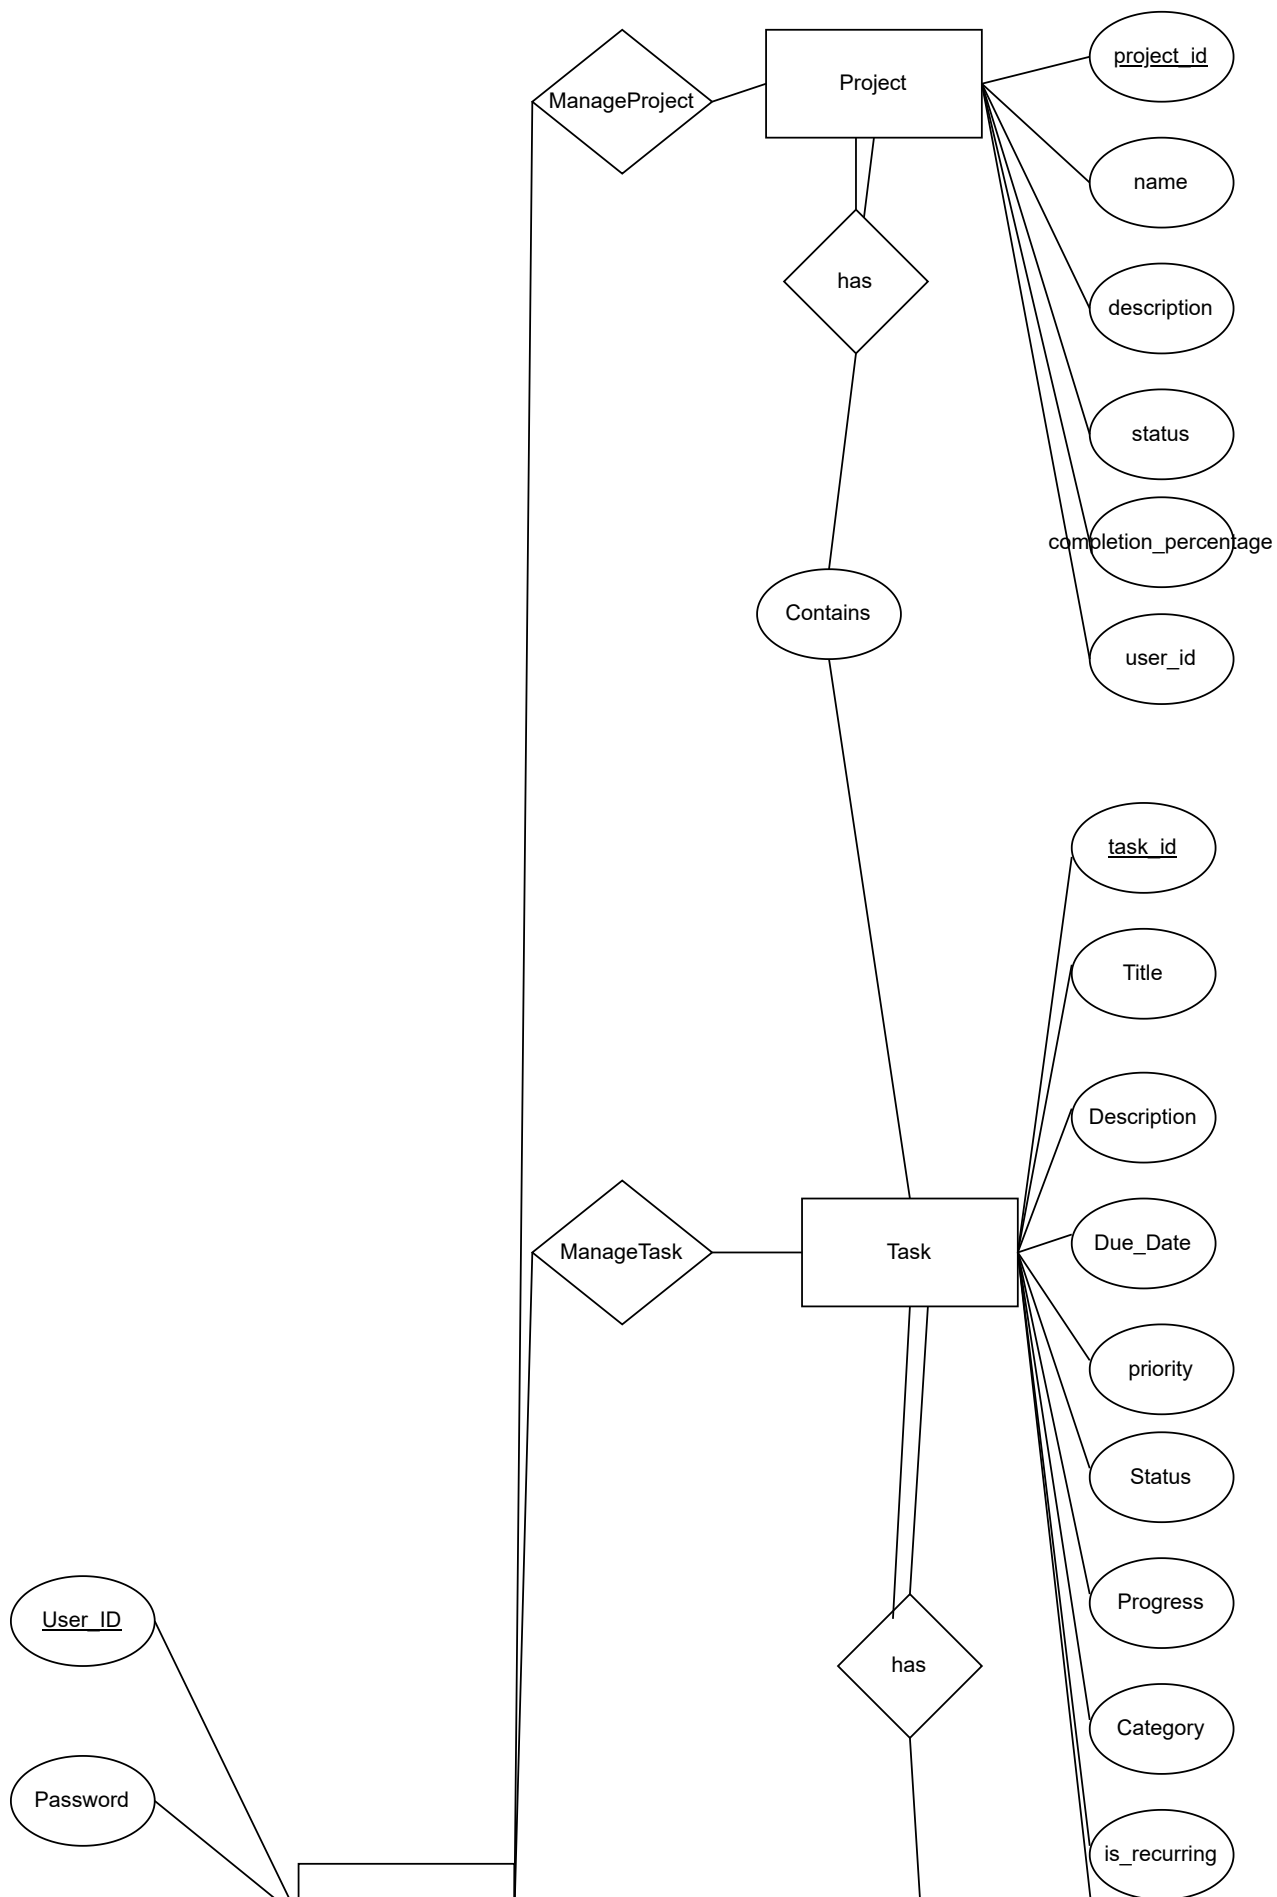 ManageProject
Project
project_id
name
has
description
status
completion_percentage
Contains
user_id
task_id
Title
Description
ManageTask
Task
Due_Date
priority
Status
Progress
User_ID
has
Category
Password
is_recurring